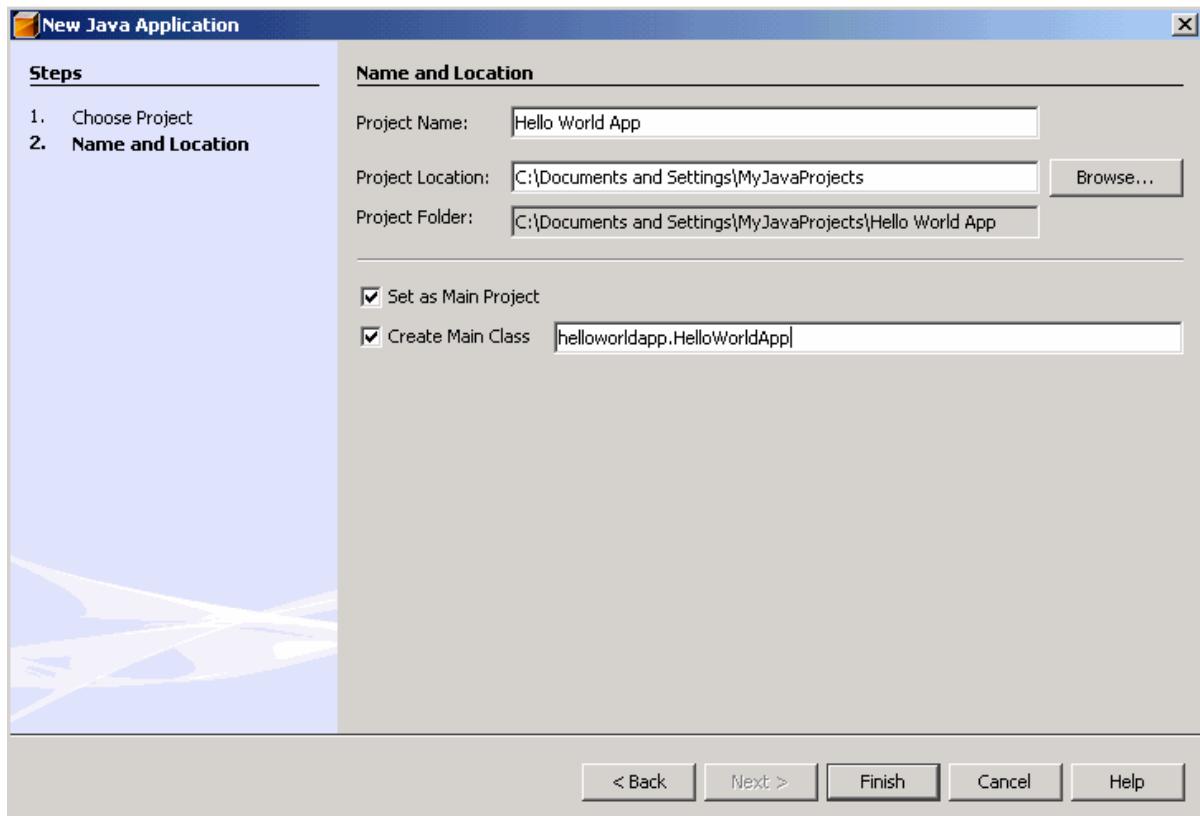 New Java Application
Steps
1. Choose Project
2. Name and Location
Name and Location
Project Name: Hello World App
Project Location: C:\Documents and Settings\MyJavaProjects Browse...
Project Folder: C:\Documents and Settings\MyJavaProjects\Hello World App
Set as Main Project
Create Main Class helloworldapp.HelloWorldApp
< Back Next > Finish Cancel Help